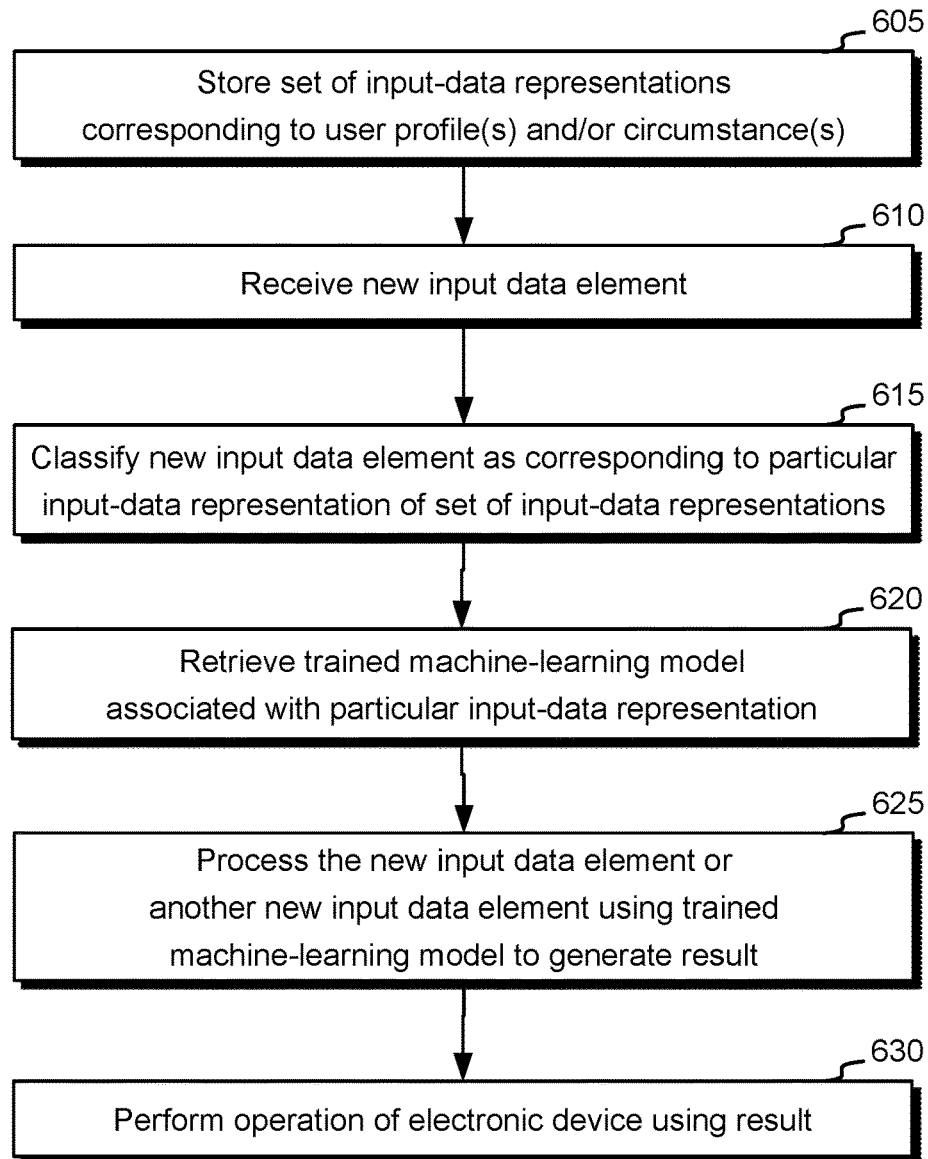 605
Store set of input-data representations
corresponding to user profile(s) and/or circumstance(s)
610
Receive new input data element
615
Classify new input data element as corresponding to particular
input-data representation of set of input-data representations
620
Retrieve trained machine-learning model
associated with particular input-data representation
625
Process the new input data element or
another new input data element using trained
machine-learning model to generate result
630
Perform operation of electronic device using result